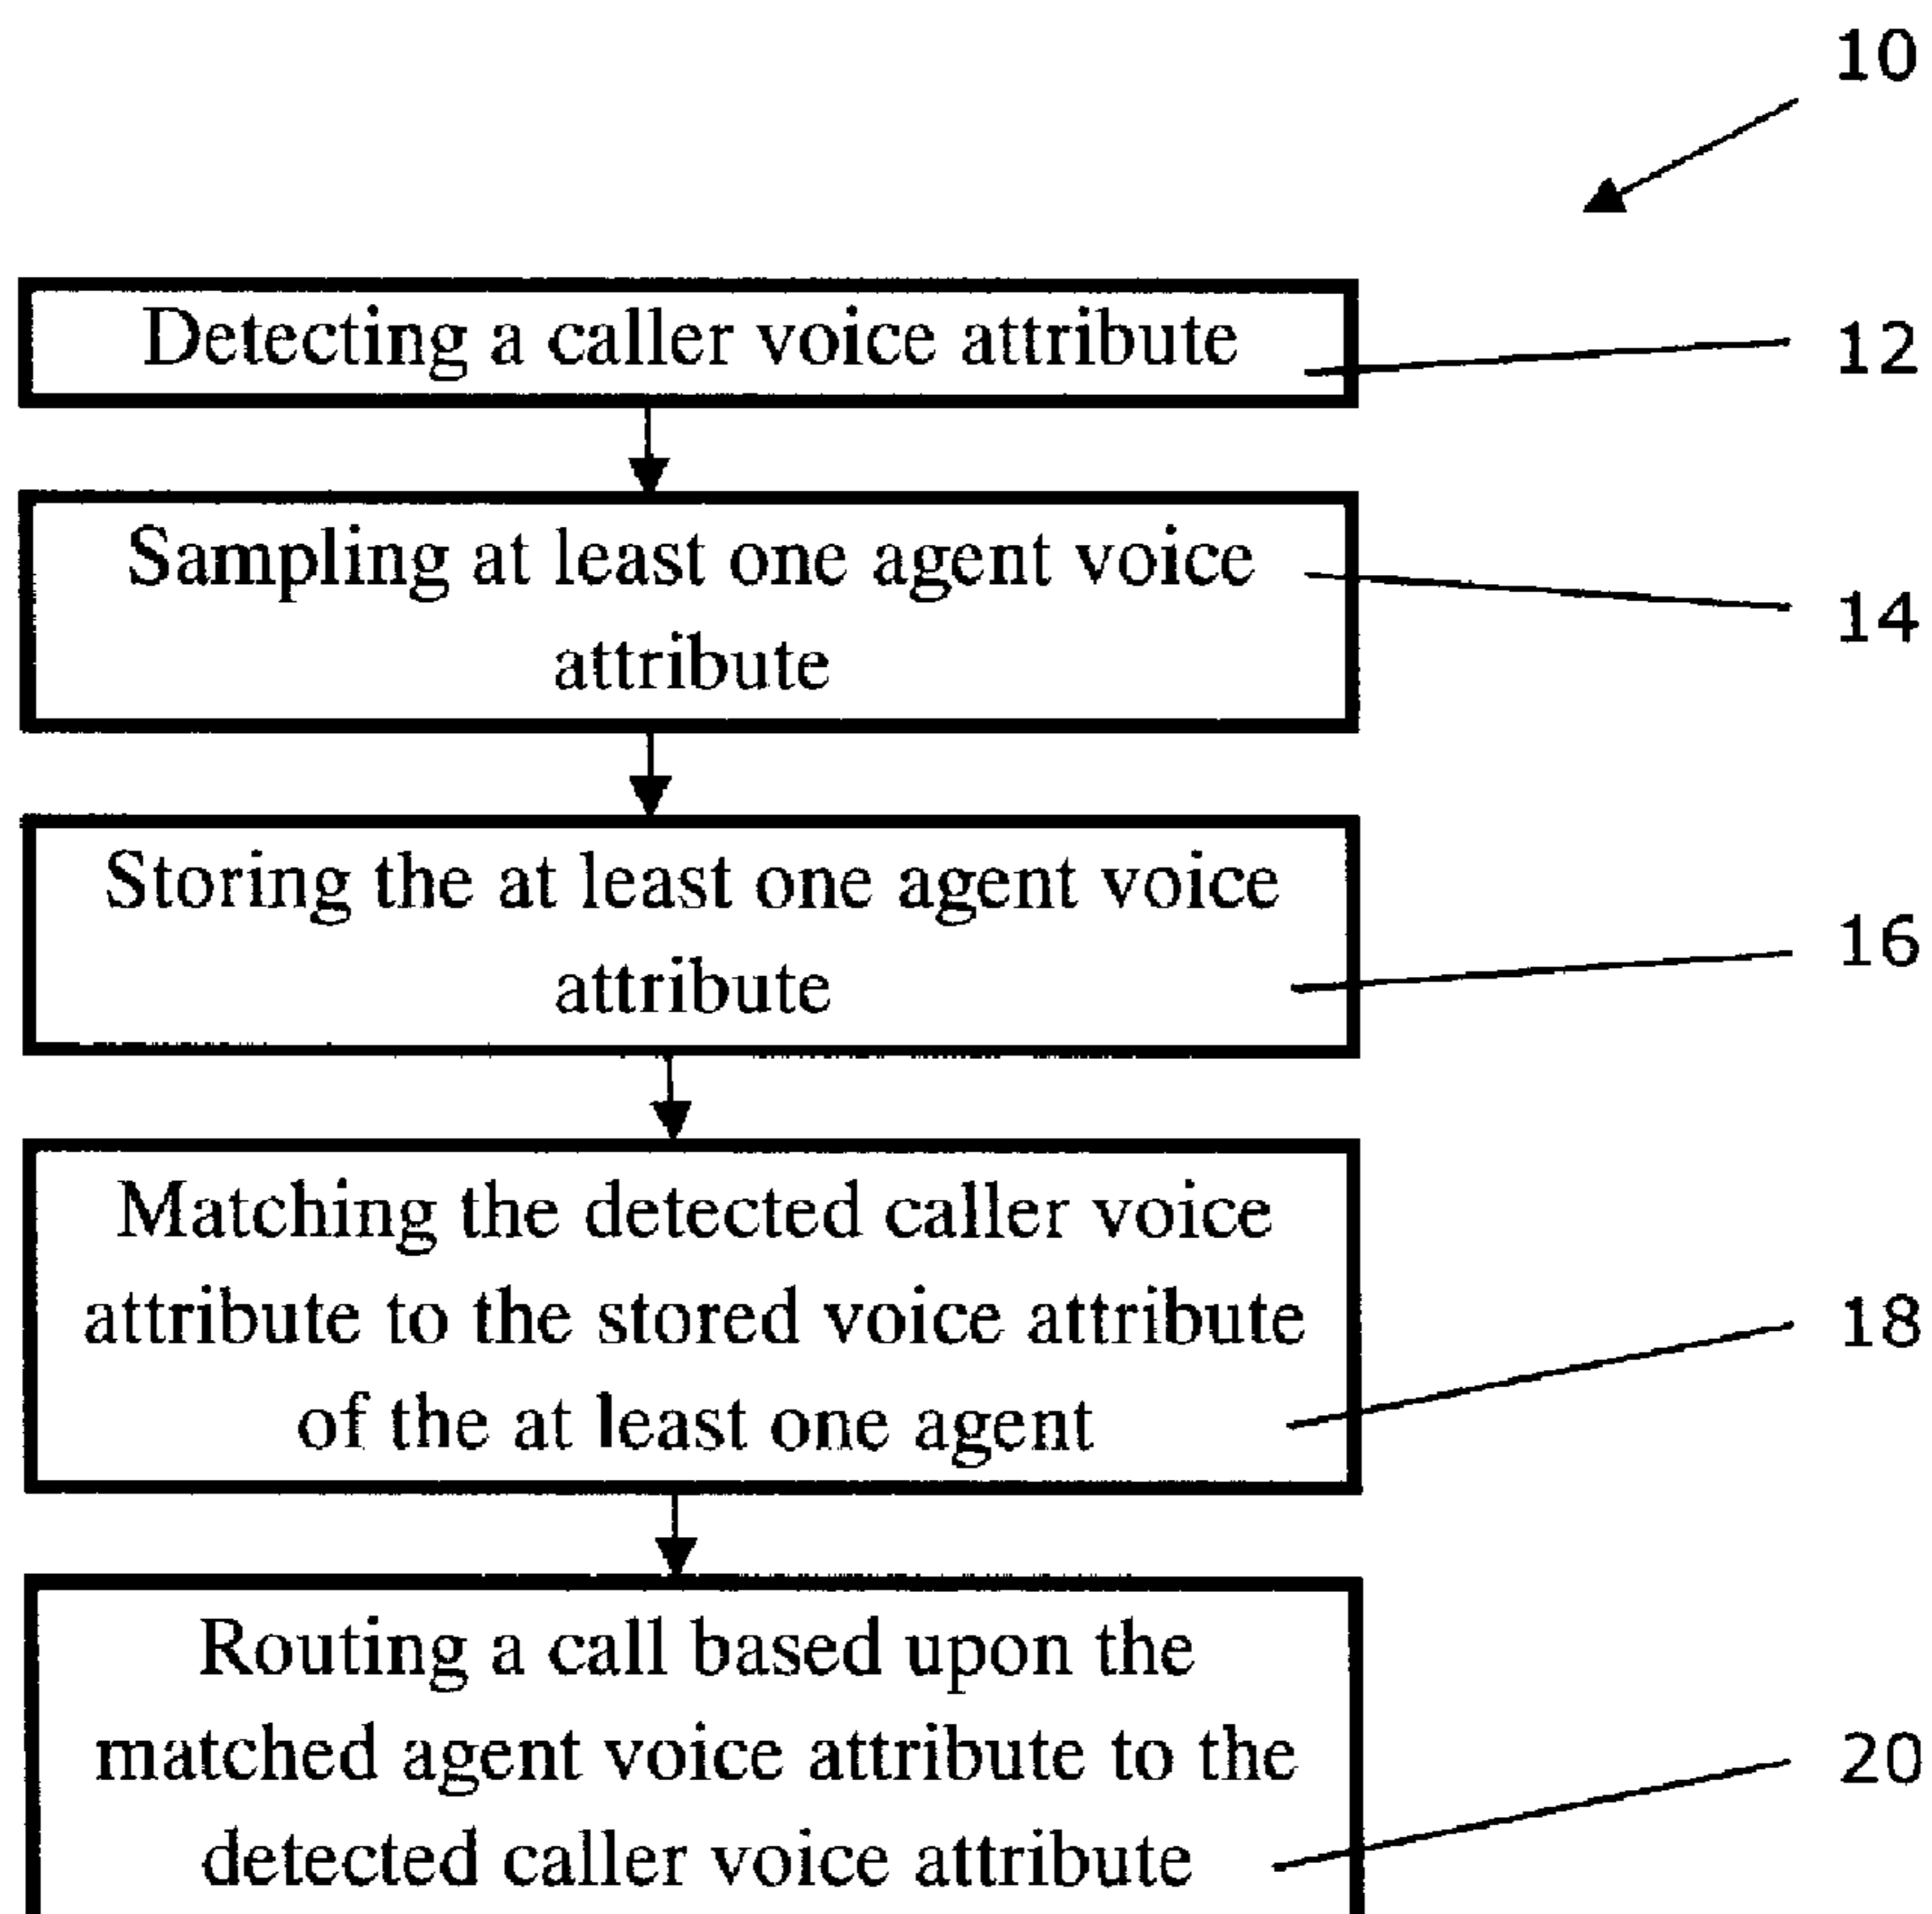 10
Detecting a caller voice attribute
12
Sampling at least one agent voice
attribute
14
Storing the at least one agent voice
attribute
16
Matching the detected caller voice
attribute to the stored voice attribute
of the at least one agent
18
Routing a call based upon the
matched agent voice attribute to the
detected caller voice attribute
20